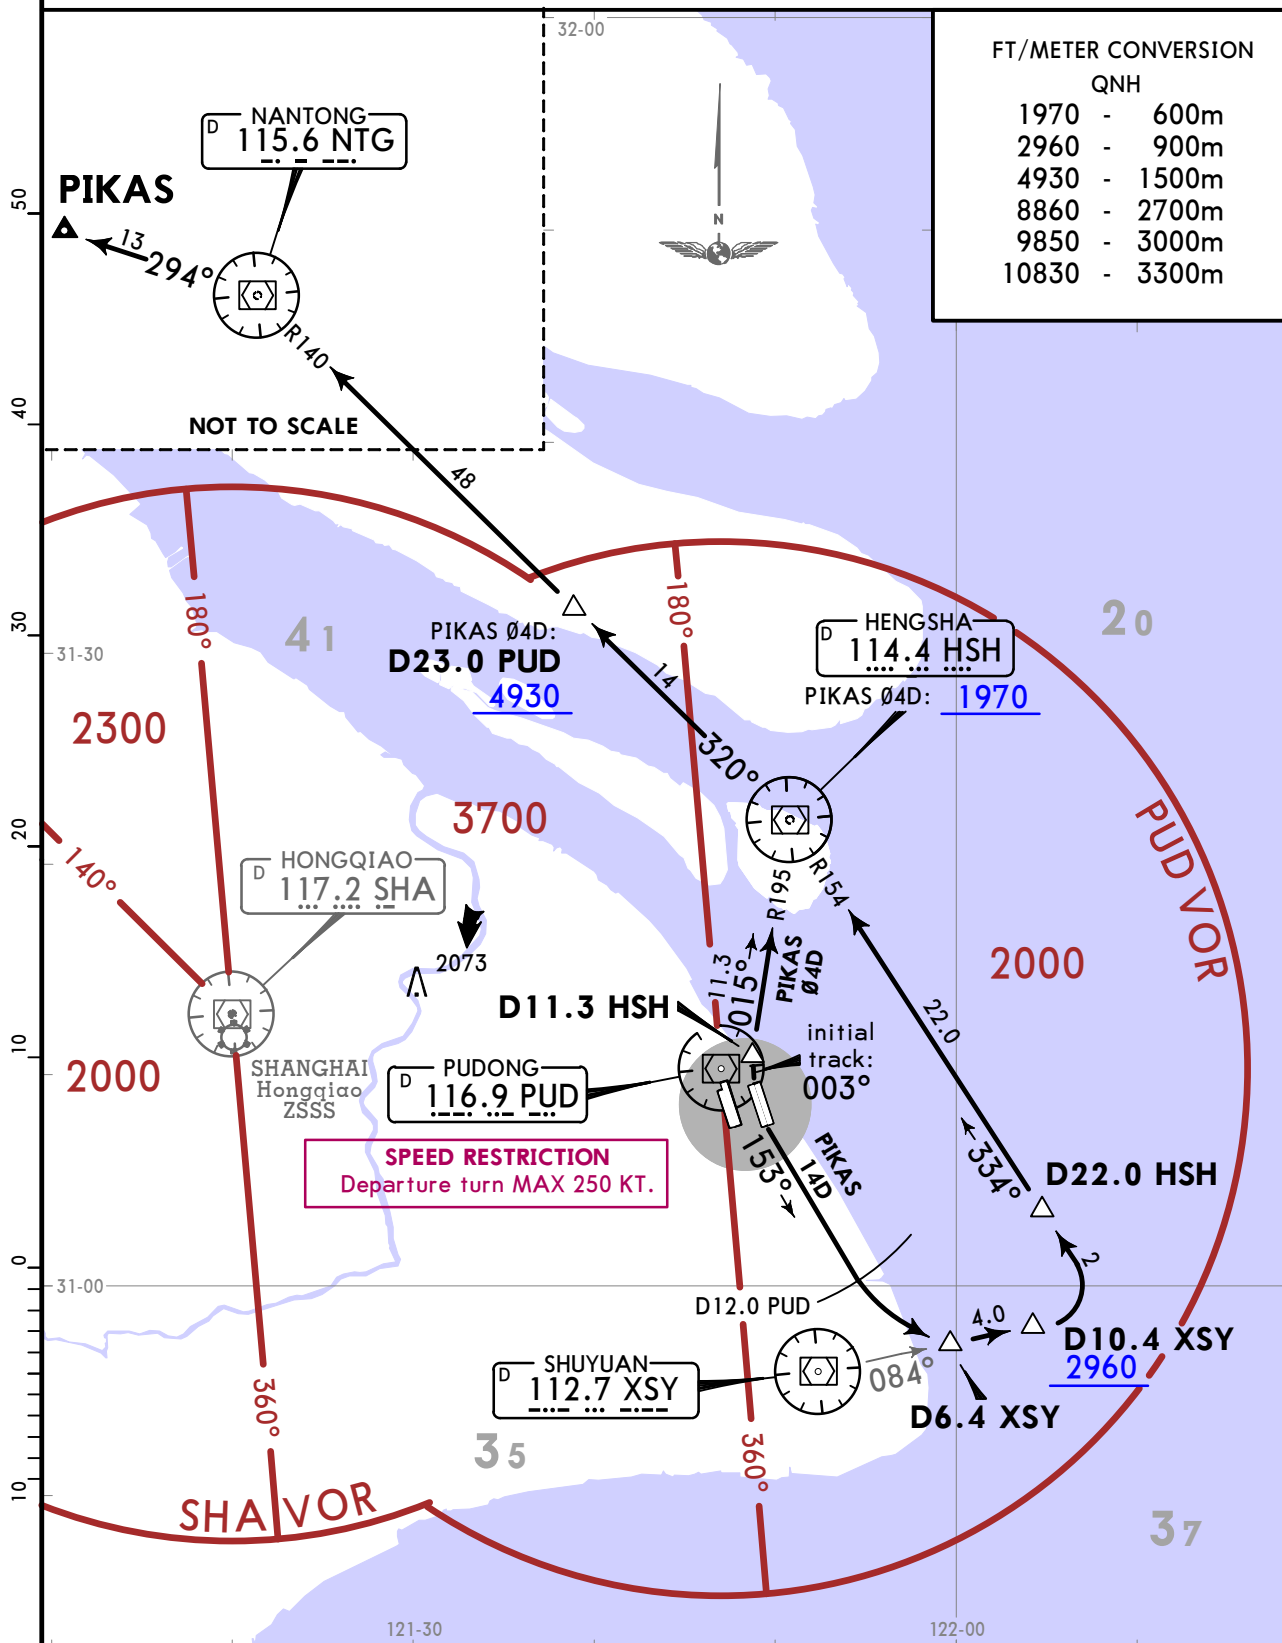 32-00
FT/METER CONVERSION
QNH
1970 - 600m
2960 - 900m
4930 - 1500m
8860 - 2700m
9850 - 3000m
10830 - 3300m
NANTONG
D 115.6 NTG
PIKAS
13
294°
R140
N
NOT TO SCALE
50
40
30
20
10
0
10
48
180°
180°
41
20
31-30
PIKAS Ø4D:
D23.0 PUD
4930
14
320°
HENGSHA
D 114.4 HSH
PIKAS Ø4D: 1970
2300
3700
PUD VOR
140°
HONGQIAO
D 117.2 SHA
2073
R195
R154
11.3
015°
PIKAS
Ø4D
2000
22.0
D11.3 HSH
initial
track:
003°
2000
SHANGHAI
Hongqiao
ZSSS
PUDONG
D 116.9 PUD
SPEED RESTRICTION
Departure turn MAX 250 KT.
153°
PIKAS
14D
334°
D22.0 HSH
2
31-00
D12.0 PUD
4.0
D10.4 XSY
2960
SHUYUAN
D 112.7 XSY
084°
D6.4 XSY
360°
360°
35
SHA VOR
37
121-30
122-00